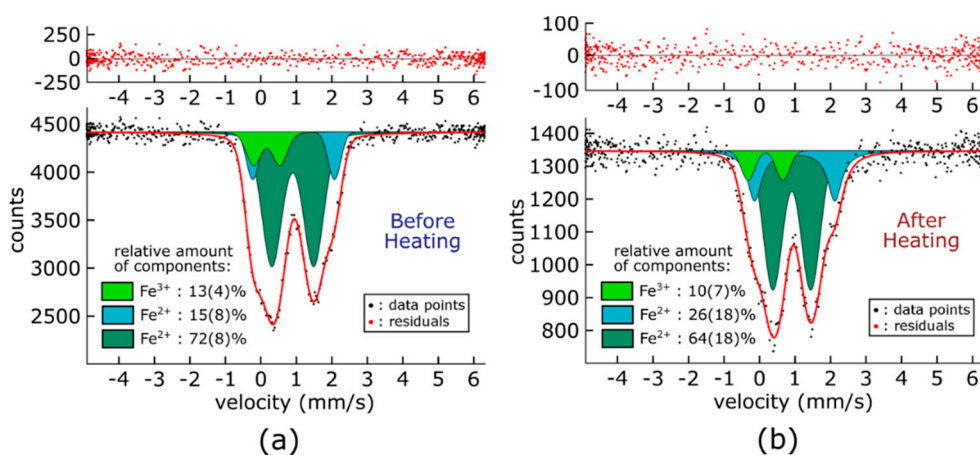 250
0
-250
-4 -3 -2 -1 0 1 2 3 4 5 6
4500
4000
3500
3000
2500
counts
Before
Heating
relative amount
of components:
Fe³⁺ : 13(4)%
Fe²⁺ : 15(8)%
Fe²⁺ : 72(8)%
• : data points
• : residuals
-4 -3 -2 -1 0 1 2 3 4 5 6
velocity (mm/s)
(a)
100
0
-100
-4 -3 -2 -1 0 1 2 3 4 5 6
1400
1300
1200
1100
1000
900
800
counts
After
Heating
relative amount
of components:
Fe³⁺ : 10(7)%
Fe²⁺ : 26(18)%
Fe²⁺ : 64(18)%
• : data points
• : residuals
-4 -3 -2 -1 0 1 2 3 4 5 6
velocity (mm/s)
(b)